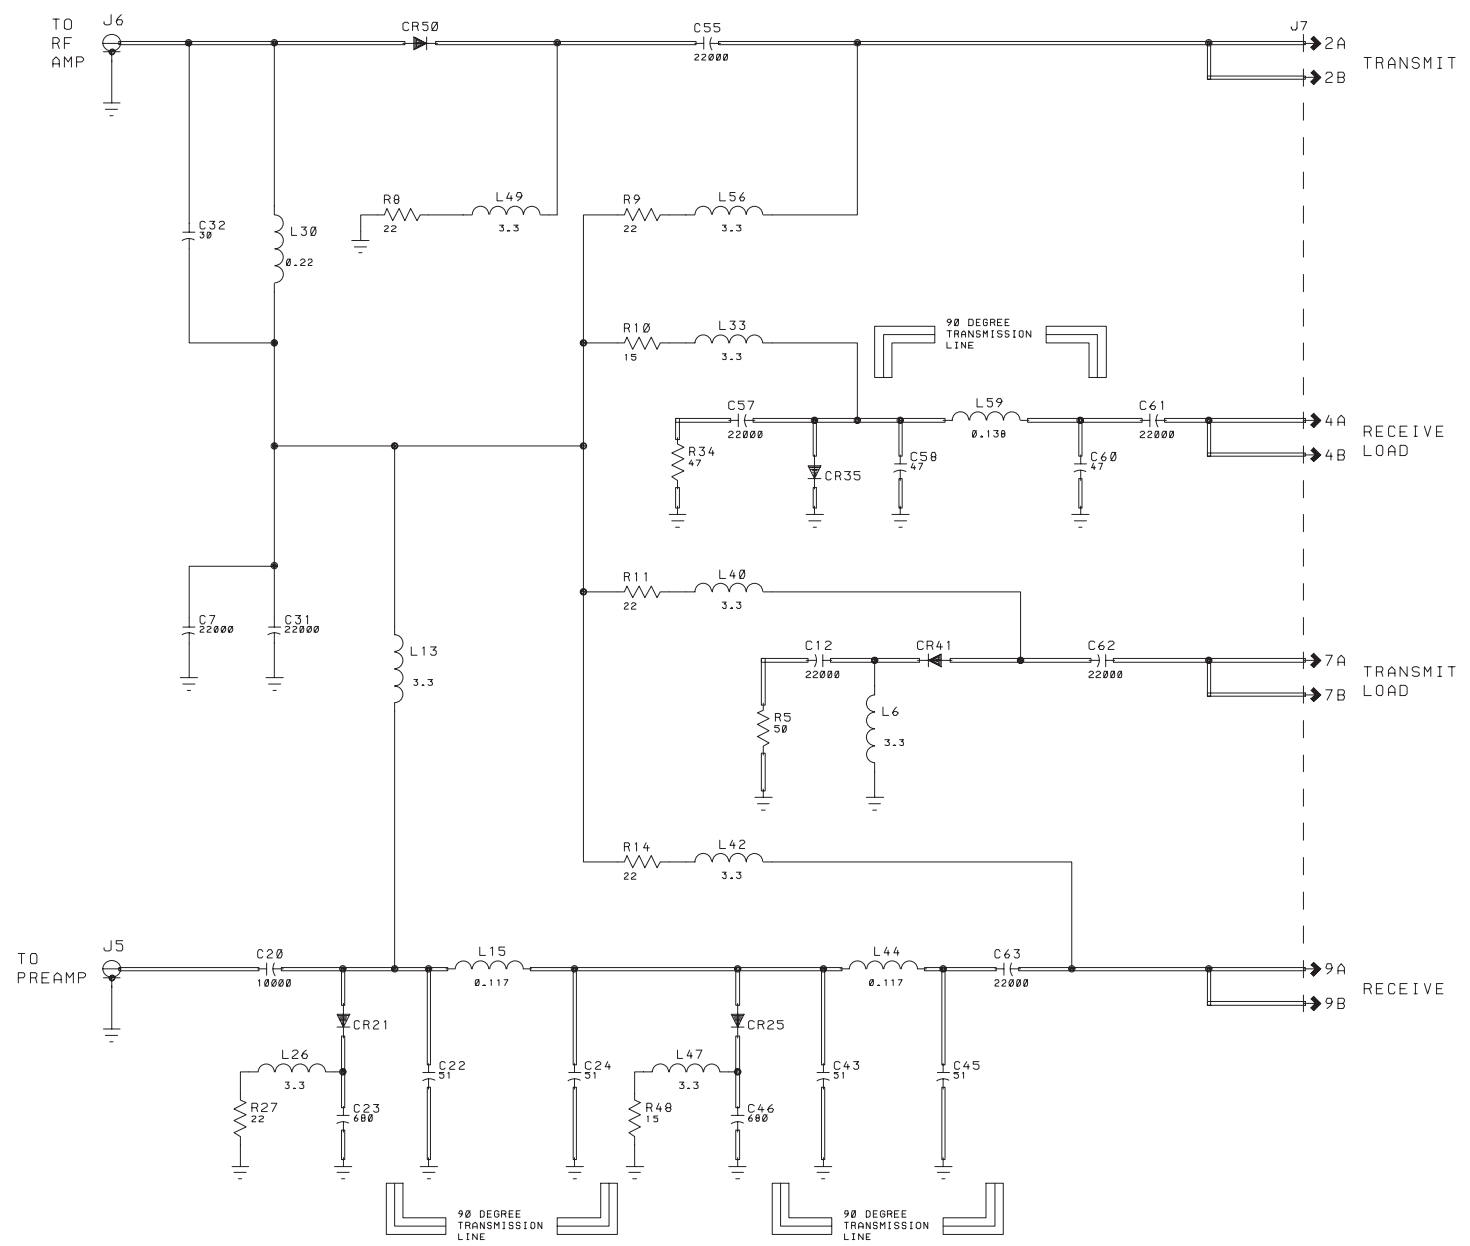 TO
RF
AMP
J6
CR50
C55
22000
J7
2A
2B
TRANSMIT
R8
22
L49
3.3
R9
22
L56
3.3
C32
30
L30
0.22
R10
15
L33
3.3
90 DEGREE
TRANSMISSION
LINE
C57
22000
L59
0.138
C61
22000
4A
4B
RECEIVE
LOAD
R34
47
CR35
C58
47
C60
47
R11
22
L40
3.3
C7
22000
C31
22000
L13
3.3
C12
22000
CR41
C62
22000
7A
7B
TRANSMIT
LOAD
R5
50
L6
3.3
R14
22
L42
3.3
TO
PREAMP
J5
C20
10000
L15
0.117
L44
0.117
C63
22000
9A
9B
RECEIVE
CR21
CR25
L26
3.3
C22
51
C24
51
L47
3.3
C43
51
C45
51
R27
22
C23
680
R48
15
C46
680
90 DEGREE
TRANSMISSION
LINE
90 DEGREE
TRANSMISSION
LINE